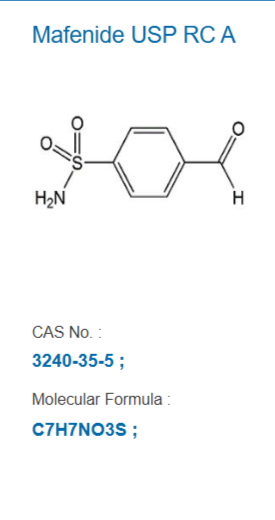 Mafenide USP RC A
O
O
S
O
H₂N
H
CAS No. :
3240-35-5 ;
Molecular Formula :
C7H7NO3S ;